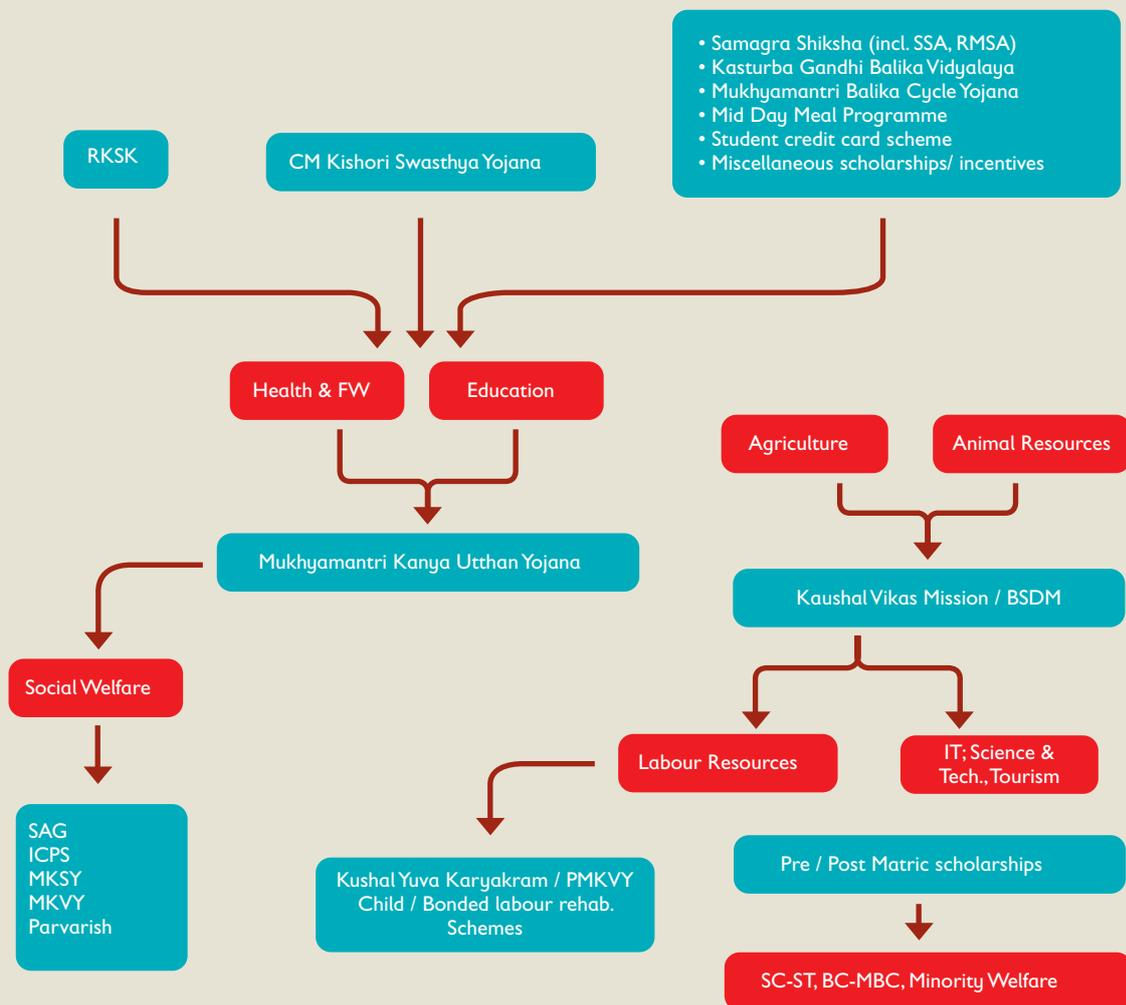 • Samagra Shiksha (incl. SSA, RMSA)
• Kasturba Gandhi Balika Vidyalaya
• Mukhyamantri Balika Cycle Yojana
• Mid Day Meal Programme
• Student credit card scheme
• Miscellaneous scholarships/ incentives
RKSK
CM Kishori Swasthya Yojana
Health & FW
Education
Agriculture
Animal Resources
Mukhyamantri Kanya Utthan Yojana
Kaushal Vikas Mission / BSDM
Social Welfare
Labour Resources
IT; Science &
Tech., Tourism
SAG
ICPS
MKSY
MKVY
Parvarish
Kushal Yuva Karyakram / PMKVY
Child / Bonded labour rehab.
Schemes
Pre / Post Matric scholarships
SC-ST, BC-MBC, Minority Welfare